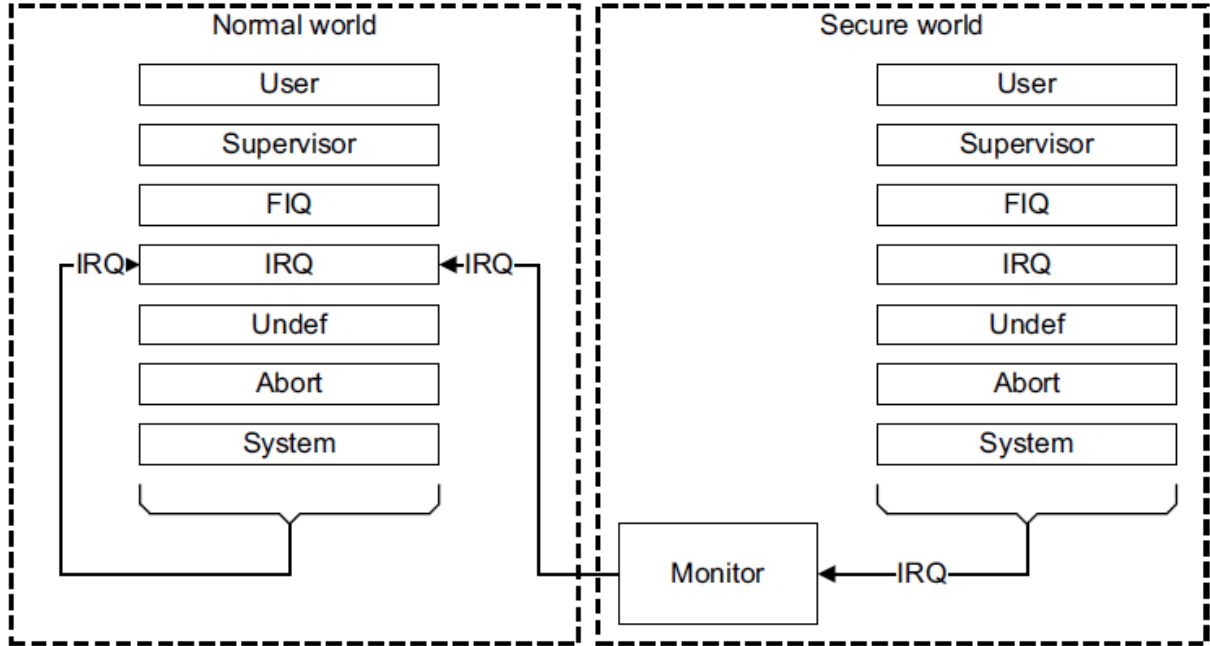 Normal world
User
Supervisor
FIQ
IRQ
IRQ
IRQ
Undef
Abort
System
Secure world
User
Supervisor
FIQ
IRQ
Undef
Abort
System
Monitor
IRQ